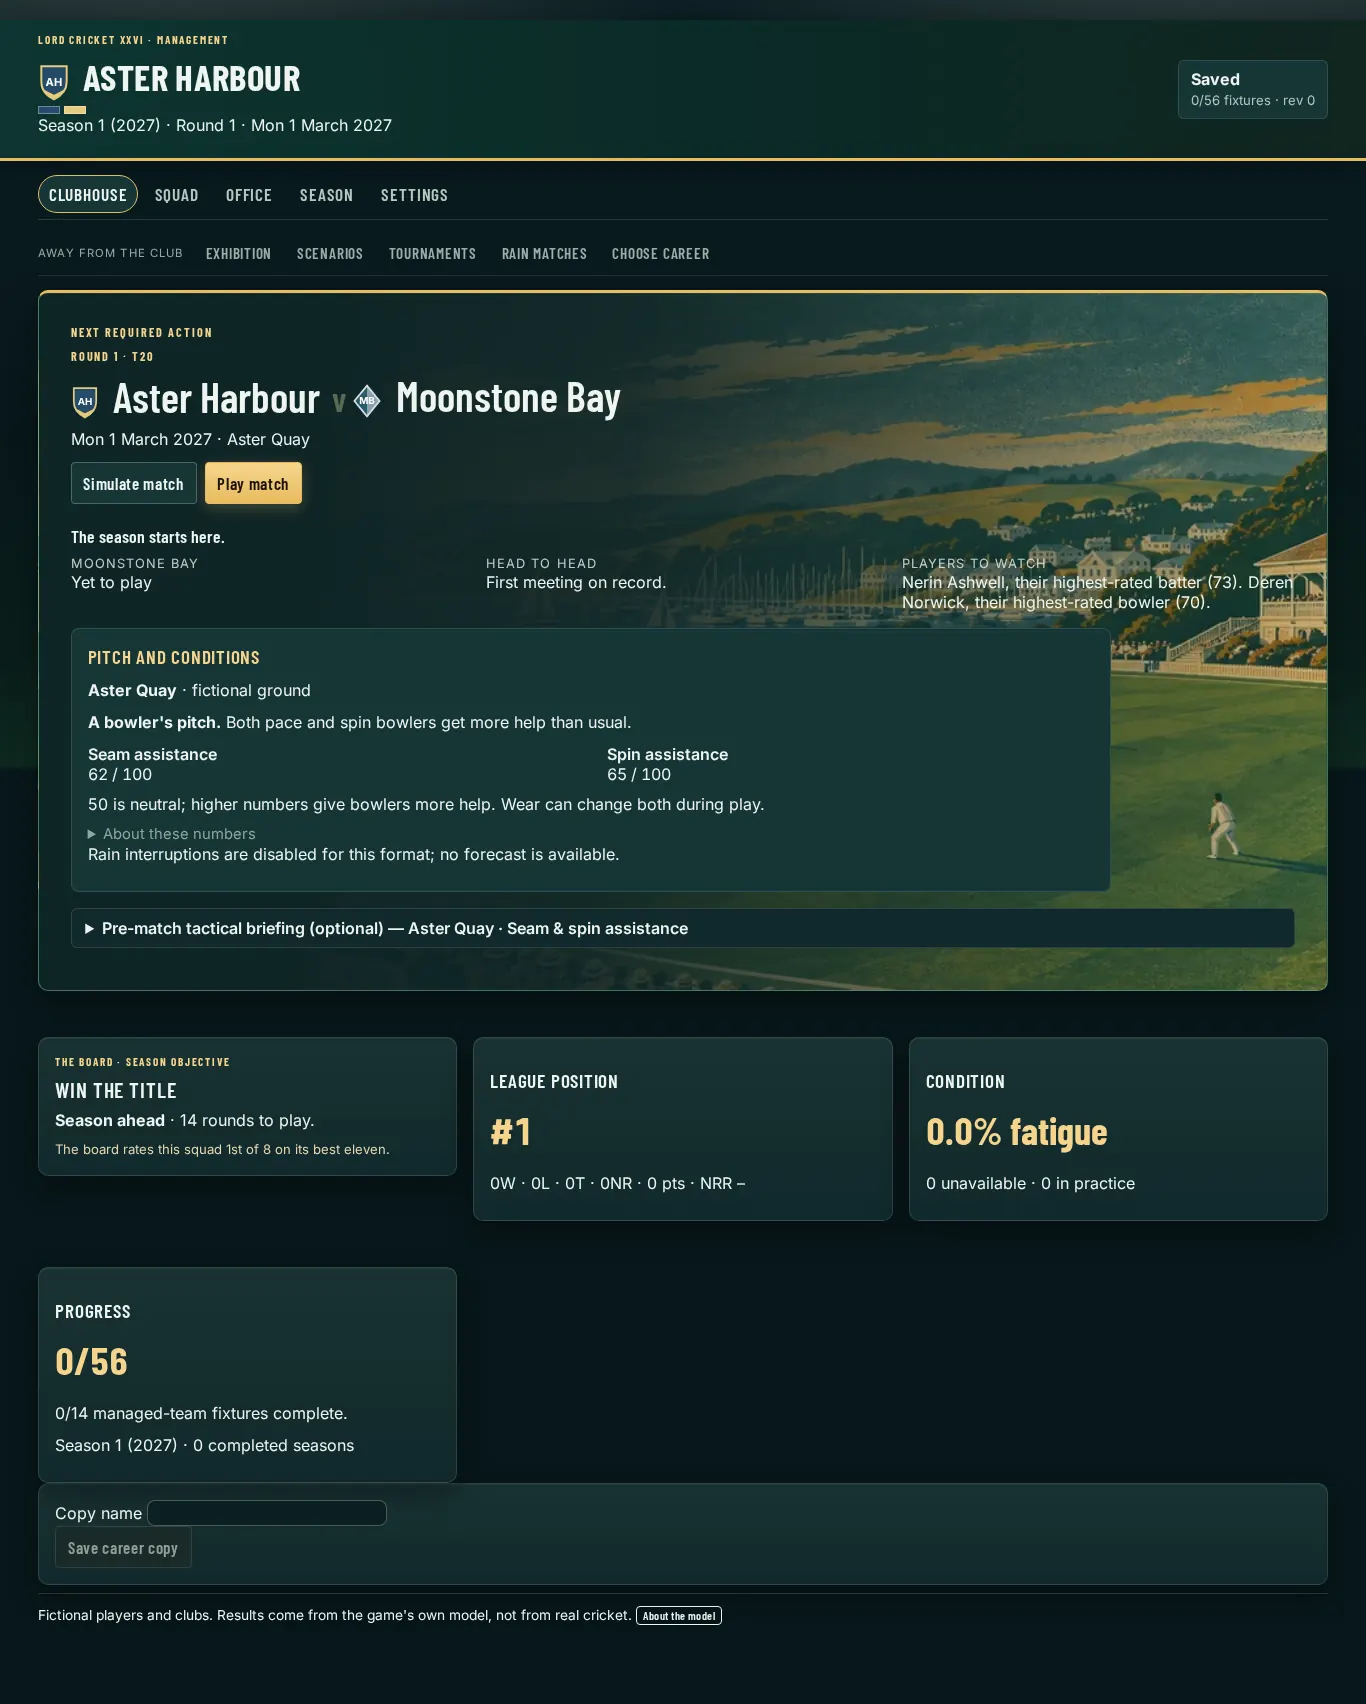 LORD CRICKET XXVI · MANAGEMENT
AH ASTER HARBOUR
Season 1 (2027) · Round 1 · Mon 1 March 2027
Saved
0/56 fixtures · rev 0
CLUBHOUSE SQUAD OFFICE SEASON SETTINGS
AWAY FROM THE CLUB EXHIBITION SCENARIOS TOURNAMENTS RAIN MATCHES CHOOSE CAREER
NEXT REQUIRED ACTION
ROUND 1 · T20
AH Aster Harbour v MB Moonstone Bay
Mon 1 March 2027 · Aster Quay
Simulate match Play match
The season starts here.
MOONSTONE BAY
Yet to play
HEAD TO HEAD
First meeting on record.
PLAYERS TO WATCH
Nerin Ashwell, their highest-rated batter (73). Deren
Norwick, their highest-rated bowler (70).
PITCH AND CONDITIONS
Aster Quay · fictional ground
A bowler's pitch. Both pace and spin bowlers get more help than usual.
Seam assistance
62 / 100
Spin assistance
65 / 100
50 is neutral; higher numbers give bowlers more help. Wear can change both during play.
▶ About these numbers
Rain interruptions are disabled for this format; no forecast is available.
▶ Pre-match tactical briefing (optional) — Aster Quay · Seam & spin assistance
THE BOARD · SEASON OBJECTIVE
WIN THE TITLE
Season ahead · 14 rounds to play.
The board rates this squad 1st of 8 on its best eleven.
LEAGUE POSITION
#1
0W · 0L · 0T · 0NR · 0 pts · NRR –
CONDITION
0.0% fatigue
0 unavailable · 0 in practice
PROGRESS
0/56
0/14 managed-team fixtures complete.
Season 1 (2027) · 0 completed seasons
Copy name
Save career copy
Fictional players and clubs. Results come from the game's own model, not from real cricket. About the model